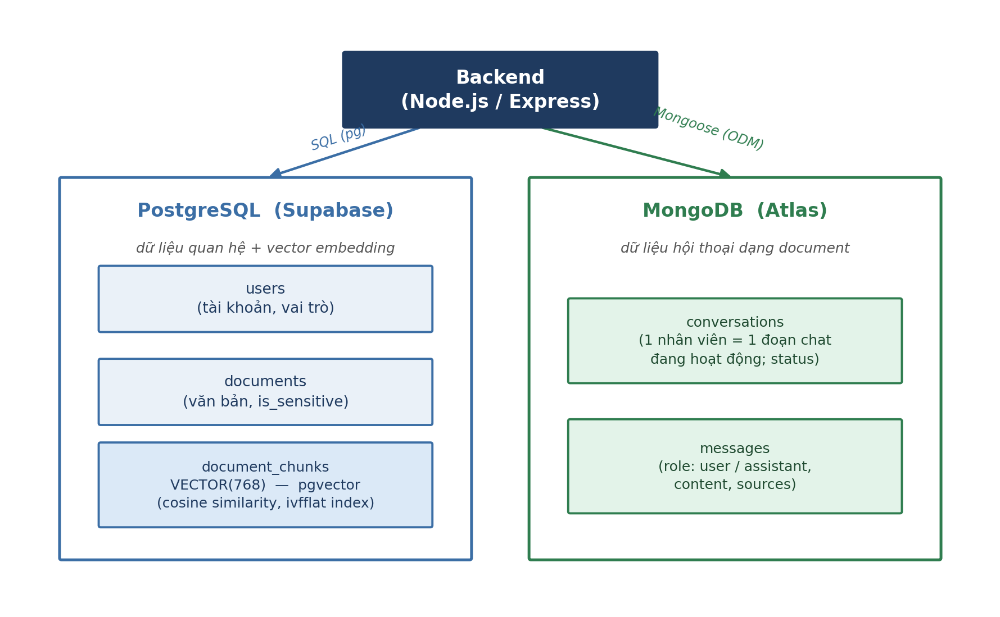 Backend
(Node.js / Express)
SQL (pg)
Mongoose (ODM)
PostgreSQL (Supabase)
dữ liệu quan hệ + vector embedding
users
(tài khoản, vai trò)
documents
(văn bản, is_sensitive)
document_chunks
VECTOR(768) — pgvector
(cosine similarity, ivfflat index)
MongoDB (Atlas)
dữ liệu hội thoại dạng document
conversations
(1 nhân viên = 1 đoạn chat
đang hoạt động; status)
messages
(role: user / assistant,
content, sources)